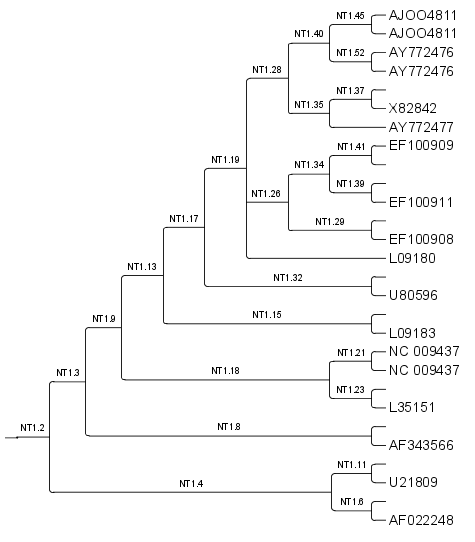 NT1.45 AJOO4811
NT1.40 AJOO4811
NT1.52 AY772476
NT1.28 AY772476
NT1.37
NT1.35 X82842
AY772477
NT1.41 EF100909
NT1.34
NT1.19 NT1.26 NT1.39 EF100911
NT1.29
NT1.17 EF100908
L09180
NT1.13 NT1.32 U80596
NT1.15 L09183
NT1.9 NT1.21 NC 009437
NT1.3 NT1.18 NC 009437
NT1.23 L35151
NT1.2 NT1.8 AF343566
NT1.11 U21809
NT1.4 NT1.6 AF022248